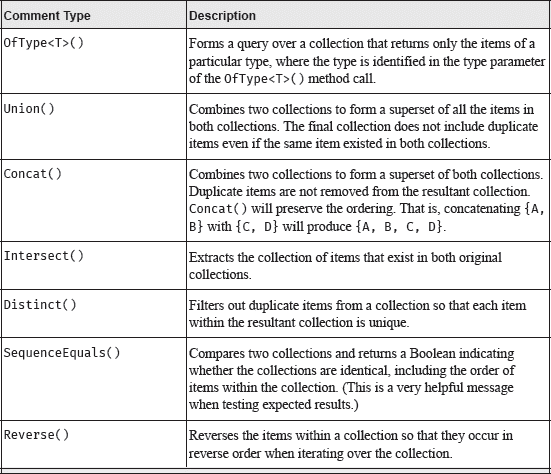 Comment Type Description
OfType<T>() Forms a query over a collection that returns only the items of a
particular type, where the type is identified in the type parameter
of the OfType<T>() method call.
Union() Combines two collections to form a superset of all the items in
both collections. The final collection does not include duplicate
items even if the same item existed in both collections.
Concat() Combines two collections to form a superset of both collections.
Duplicate items are not removed from the resultant collection.
Concat() will preserve the ordering. That is, concatenating {A,
B} with {C, D} will produce {A, B, C, D}.
Intersect() Extracts the collection of items that exist in both original
collections.
Distinct() Filters out duplicate items from a collection so that each item
within the resultant collection is unique.
SequenceEquals() Compares two collections and returns a Boolean indicating
whether the collections are identical, including the order of
items within the collection. (This is a very helpful message
when testing expected results.)
Reverse() Reverses the items within a collection so that they occur in
reverse order when iterating over the collection.